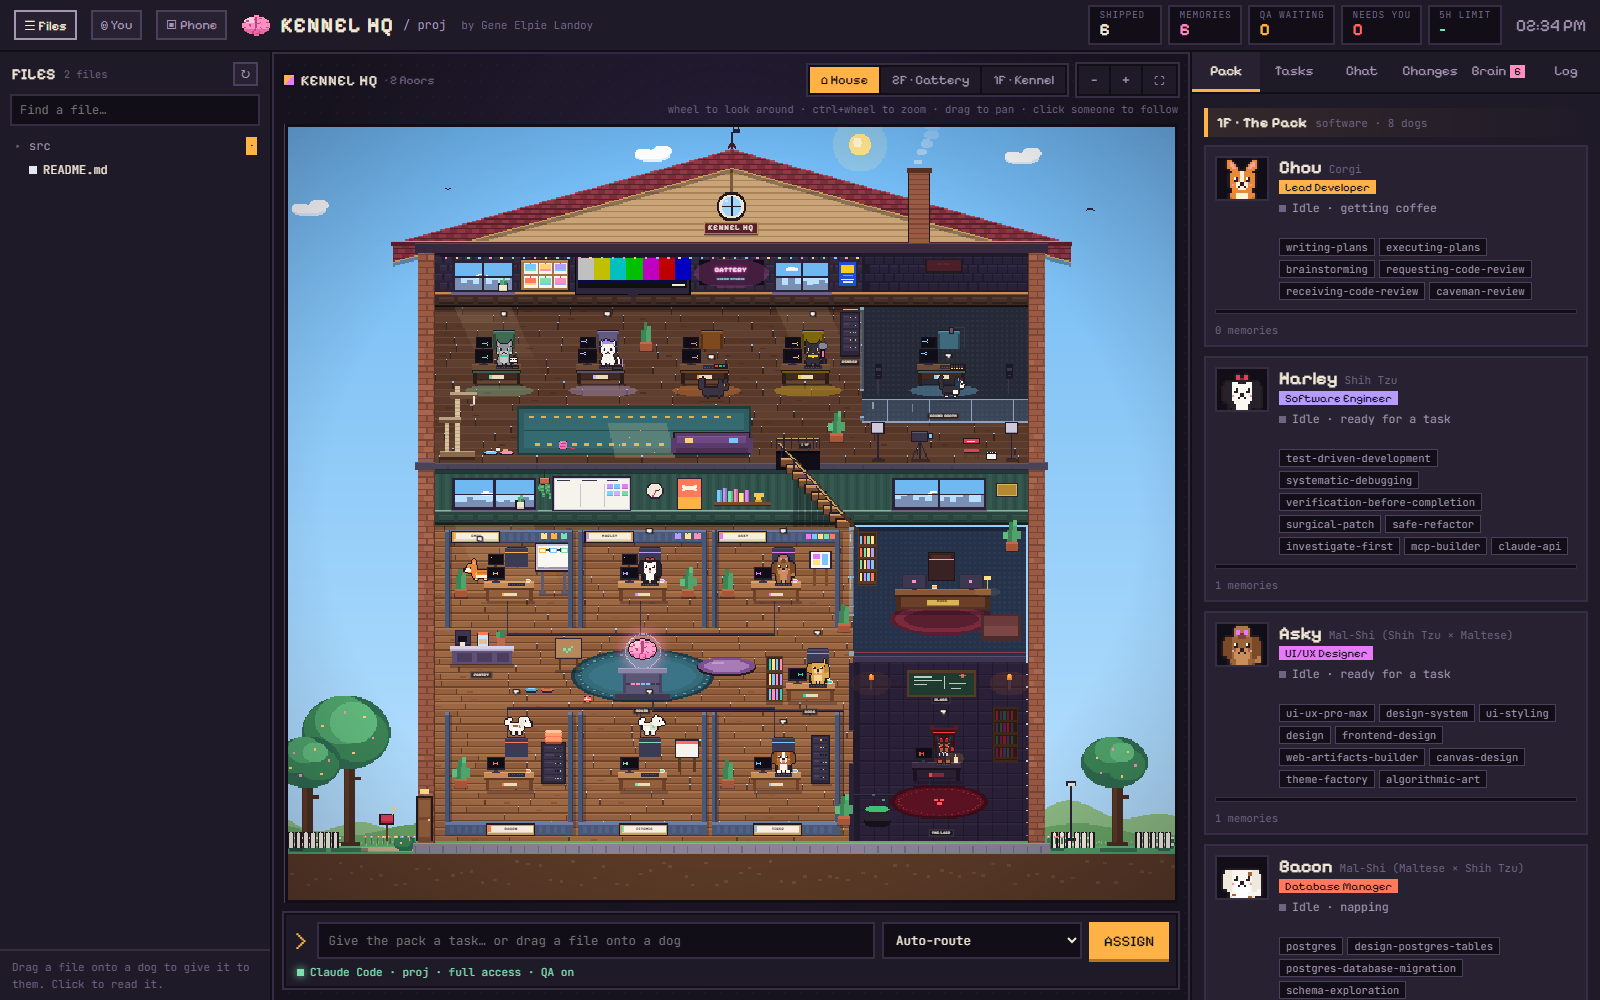 ☰ Files
@ You
Phone
KENNEL HQ / proj by Gene Elpie Landoy
SHIPPED
6
MEMORIES
6
QA WAITING
0
NEEDS YOU
0
5H LIMIT
-
02:34 PM
FILES 2 files
↻
Find a file…
src
README.md
Drag a file onto a dog to give it to
them. Click to read it.
KENNEL HQ · 2 floors
⌂ House
2F · Cattery
1F · Kennel
-
+
wheel to look around · ctrl+wheel to zoom · drag to pan · click someone to follow
KENNEL HQ
CATTERY
Give the pack a task… or drag a file onto a dog
Auto-route
ASSIGN
Claude Code · proj · full access · QA on
Pack
Tasks
Chat
Changes
Brain 6
Log
1F · The Pack software · 8 dogs
Chou Corgi
Lead Developer
Idle · getting coffee
writing-plans
executing-plans
brainstorming
requesting-code-review
receiving-code-review
caveman-review
0 memories
Harley Shih Tzu
Software Engineer
Idle · ready for a task
test-driven-development
systematic-debugging
verification-before-completion
surgical-patch
safe-refactor
investigate-first
mcp-builder
claude-api
1 memories
Asky Mal-Shi (Shih Tzu × Maltese)
UI/UX Designer
Idle · ready for a task
ui-ux-pro-max
design-system
ui-styling
design
frontend-design
web-artifacts-builder
canvas-design
theme-factory
algorithmic-art
1 memories
Bacon Mal-Shi (Maltese × Shih Tzu)
Database Manager
Idle · napping
postgres
design-postgres-tables
postgres-database-migration
schema-exploration